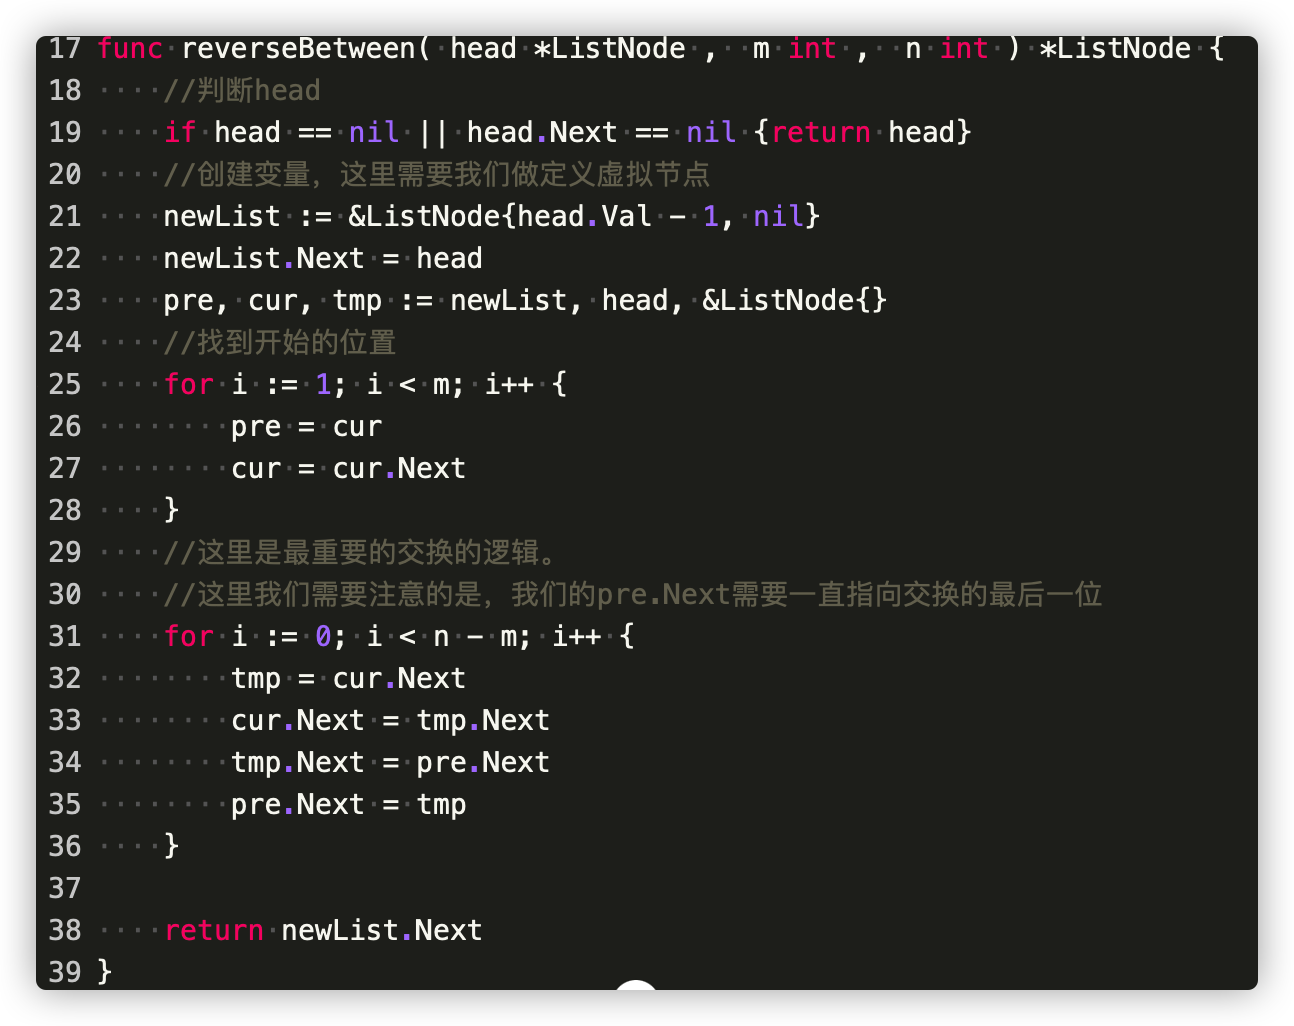 17 func reverseBetween( head *ListNode ,  m int ,  n int ) *ListNode {
18     //判断head
19     if head == nil || head.Next == nil {return head}
20     //创建变量，这里需要我们做定义虚拟节点
21     newList := &ListNode{head.Val - 1, nil}
22     newList.Next = head
23     pre, cur, tmp := newList, head, &ListNode{}
24     //找到开始的位置
25     for i := 1; i < m; i++ {
26         pre = cur
27         cur = cur.Next
28     }
29     //这里是最重要的交换的逻辑。
30     //这里我们需要注意的是，我们的pre.Next需要一直指向交换的最后一位
31     for i := 0; i < n - m; i++ {
32         tmp = cur.Next
33         cur.Next = tmp.Next
34         tmp.Next = pre.Next
35         pre.Next = tmp
36     }
37
38     return newList.Next
39 }